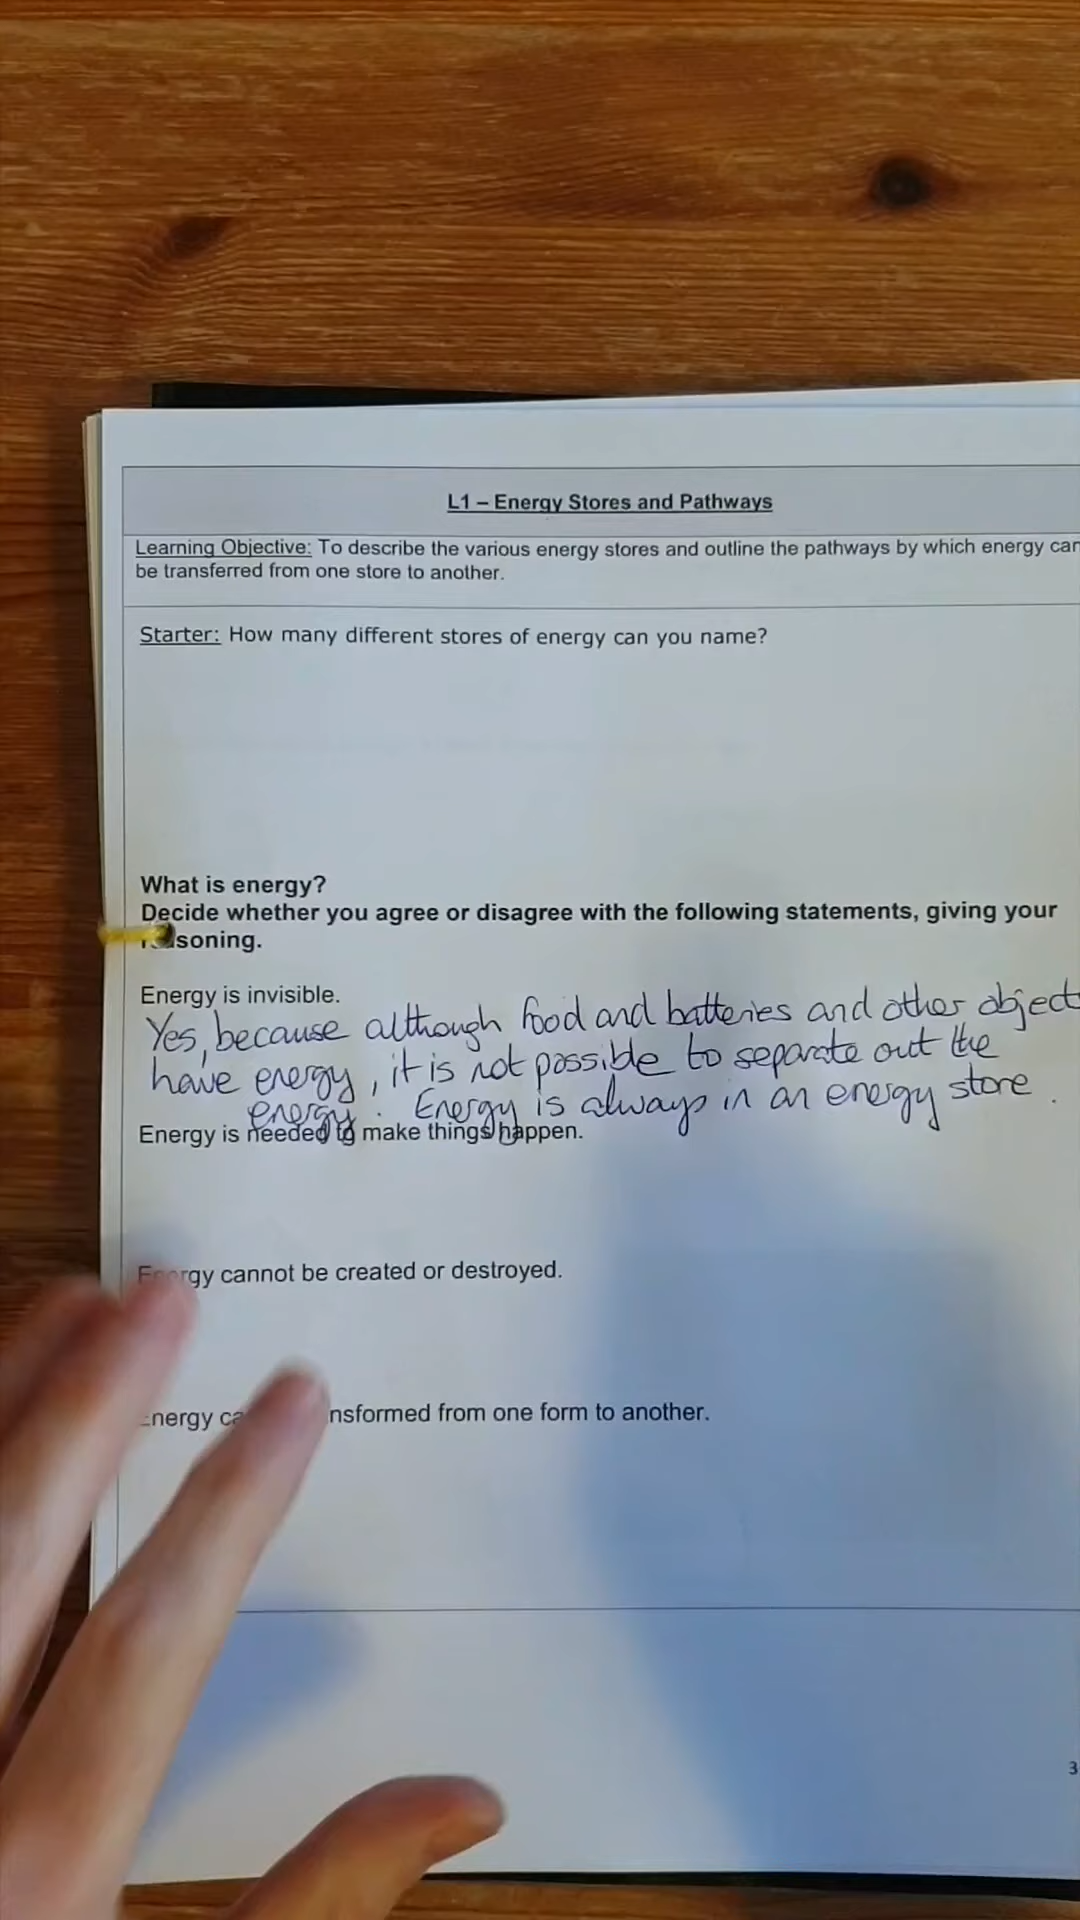 L1 – Energy Stores and Pathways
Learning Objective: To describe the various energy stores and outline the pathways by which energy can
be transferred from one store to another.
Starter: How many different stores of energy can you name?
What is energy?
Decide whether you agree or disagree with the following statements, giving your
reasoning.
Energy is invisible.
Yes, because although food and batteries and other object
have energy, it is not possible to separate out the
energy. Energy is always in an energy store.
Energy is needed to make things happen.
Energy cannot be created or destroyed.
Energy nsformed from one form to another.
3